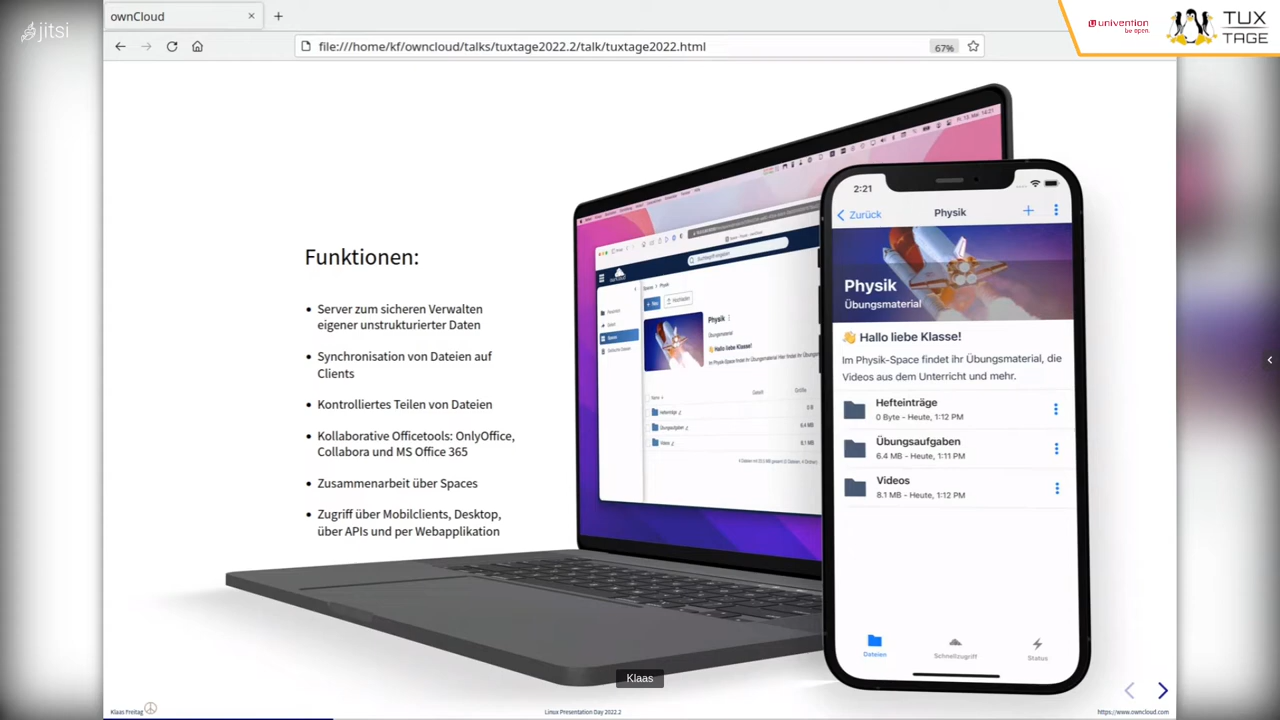 jitsi
ownCloud
univention
be open.
TUX
TAGE
file:///home/kf/owncloud/talks/tuxtage2022.2/talk/tuxtage2022.html
67%
Funktionen:
Server zum sicheren Verwalten
eigener unstrukturierter Daten
Synchronisation von Dateien auf
Clients
Kontrolliertes Teilen von Dateien
Kollaborative Officetools: OnlyOffice,
Collabora und MS Office 365
Zusammenarbeit über Spaces
Zugriff über Mobilclients, Desktop,
über APIs und per Webapplikation
Physik
Übungsmaterial
Hallo liebe Klasse!
Hefteinträge
Übungsaufgaben
Videos
2:21
Zurück
Physik
Physik
Übungsmaterial
Hallo liebe Klasse!
Im Physik-Space findet ihr Übungsmaterial, die
Videos aus dem Unterricht und mehr.
Hefteinträge
0 Byte - Heute, 1:12 PM
Übungsaufgaben
6.4 MB - Heute, 1:11 PM
Videos
8.1 MB - Heute, 1:12 PM
Dateien
Schnellzugriff
Status
Klaas
Klaas Freitag
Linux Presentation Day 2022.2
https://www.owncloud.com